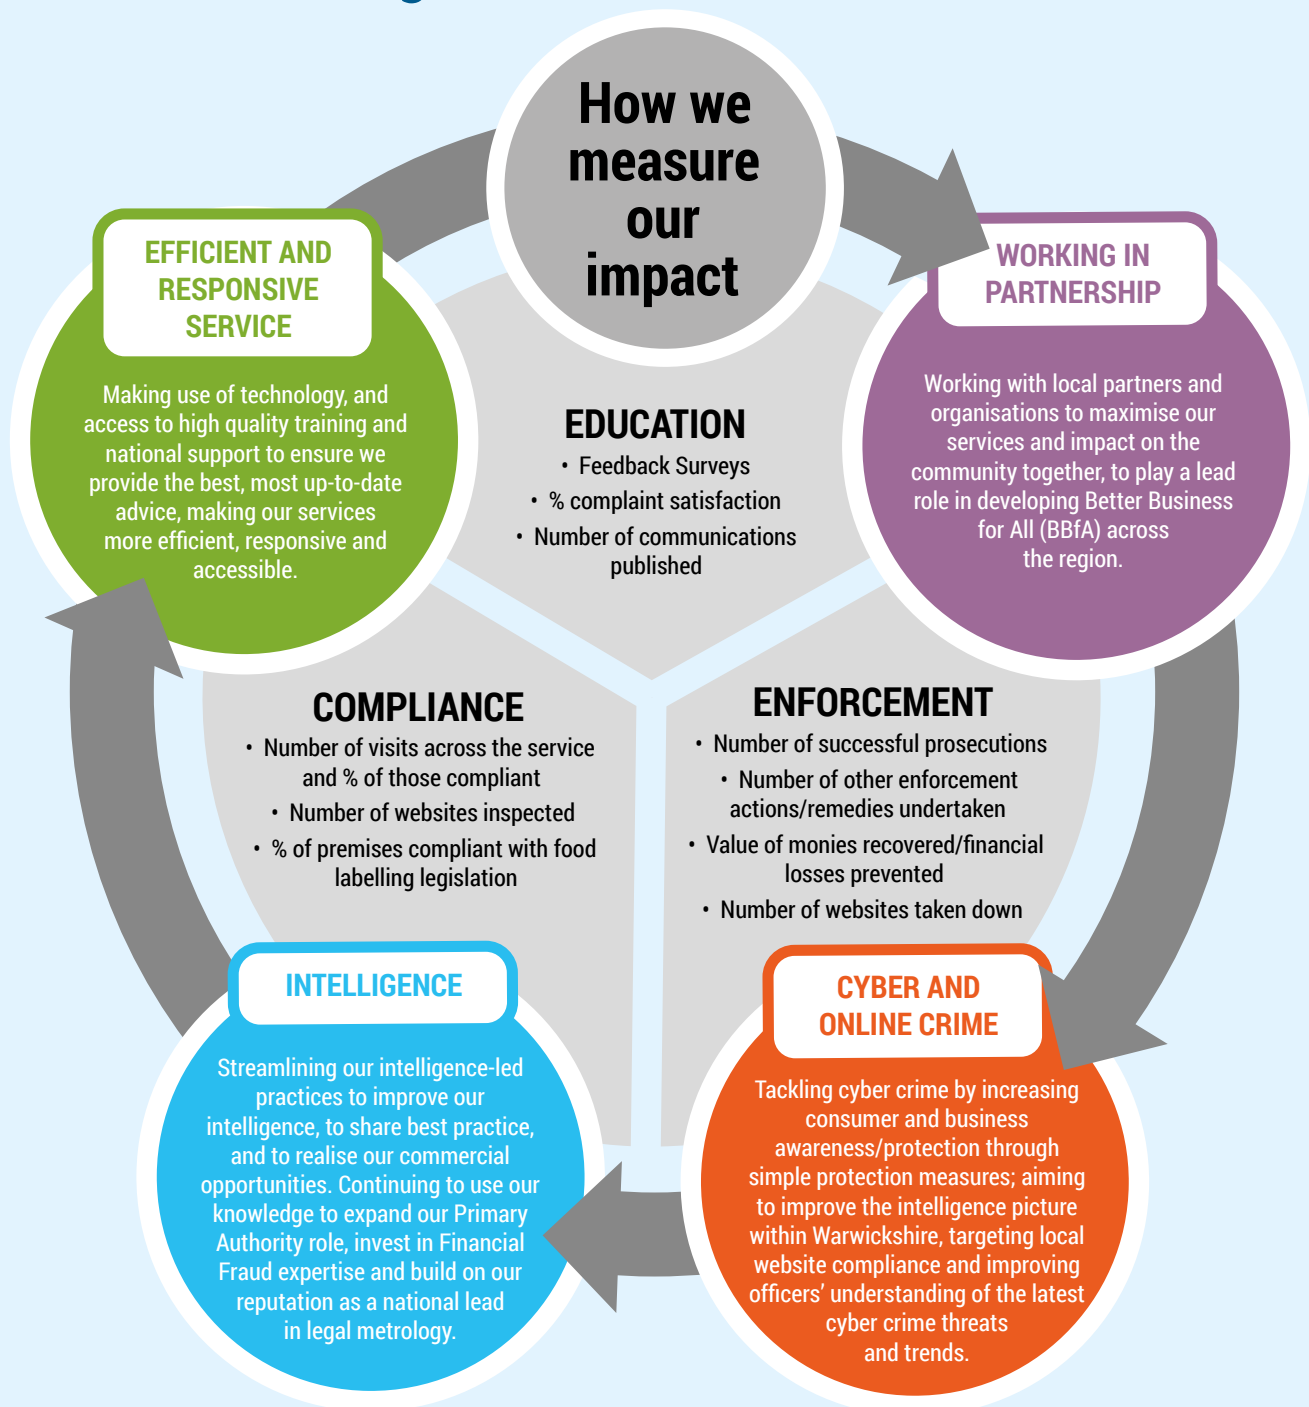 How we
measure
our
impact
EFFICIENT AND
RESPONSIVE
SERVICE
Making use of technology, and
access to high quality training and
national support to ensure we
provide the best, most up-to-date
advice, making our services
more efficient, responsive and
accessible.
WORKING IN
PARTNERSHIP
Working with local partners and
organisations to maximise our
services and impact on the
community together, to play a lead
role in developing Better Business
for All (BBfA) across
the region.
EDUCATION
• Feedback Surveys
• % complaint satisfaction
• Number of communications
published
COMPLIANCE
• Number of visits across the service
and % of those compliant
• Number of websites inspected
• % of premises compliant with food
labelling legislation
ENFORCEMENT
• Number of successful prosecutions
• Number of other enforcement
actions/remedies undertaken
• Value of monies recovered/financial
losses prevented
• Number of websites taken down
INTELLIGENCE
Streamlining our intelligence-led
practices to improve our
intelligence, to share best practice,
and to realise our commercial
opportunities. Continuing to use our
knowledge to expand our Primary
Authority role, invest in Financial
Fraud expertise and build on our
reputation as a national lead
in legal metrology.
CYBER AND
ONLINE CRIME
Tackling cyber crime by increasing
consumer and business
awareness/protection through
simple protection measures; aiming
to improve the intelligence picture
within Warwickshire, targeting local
website compliance and improving
officers' understanding of the latest
cyber crime threats
and trends.